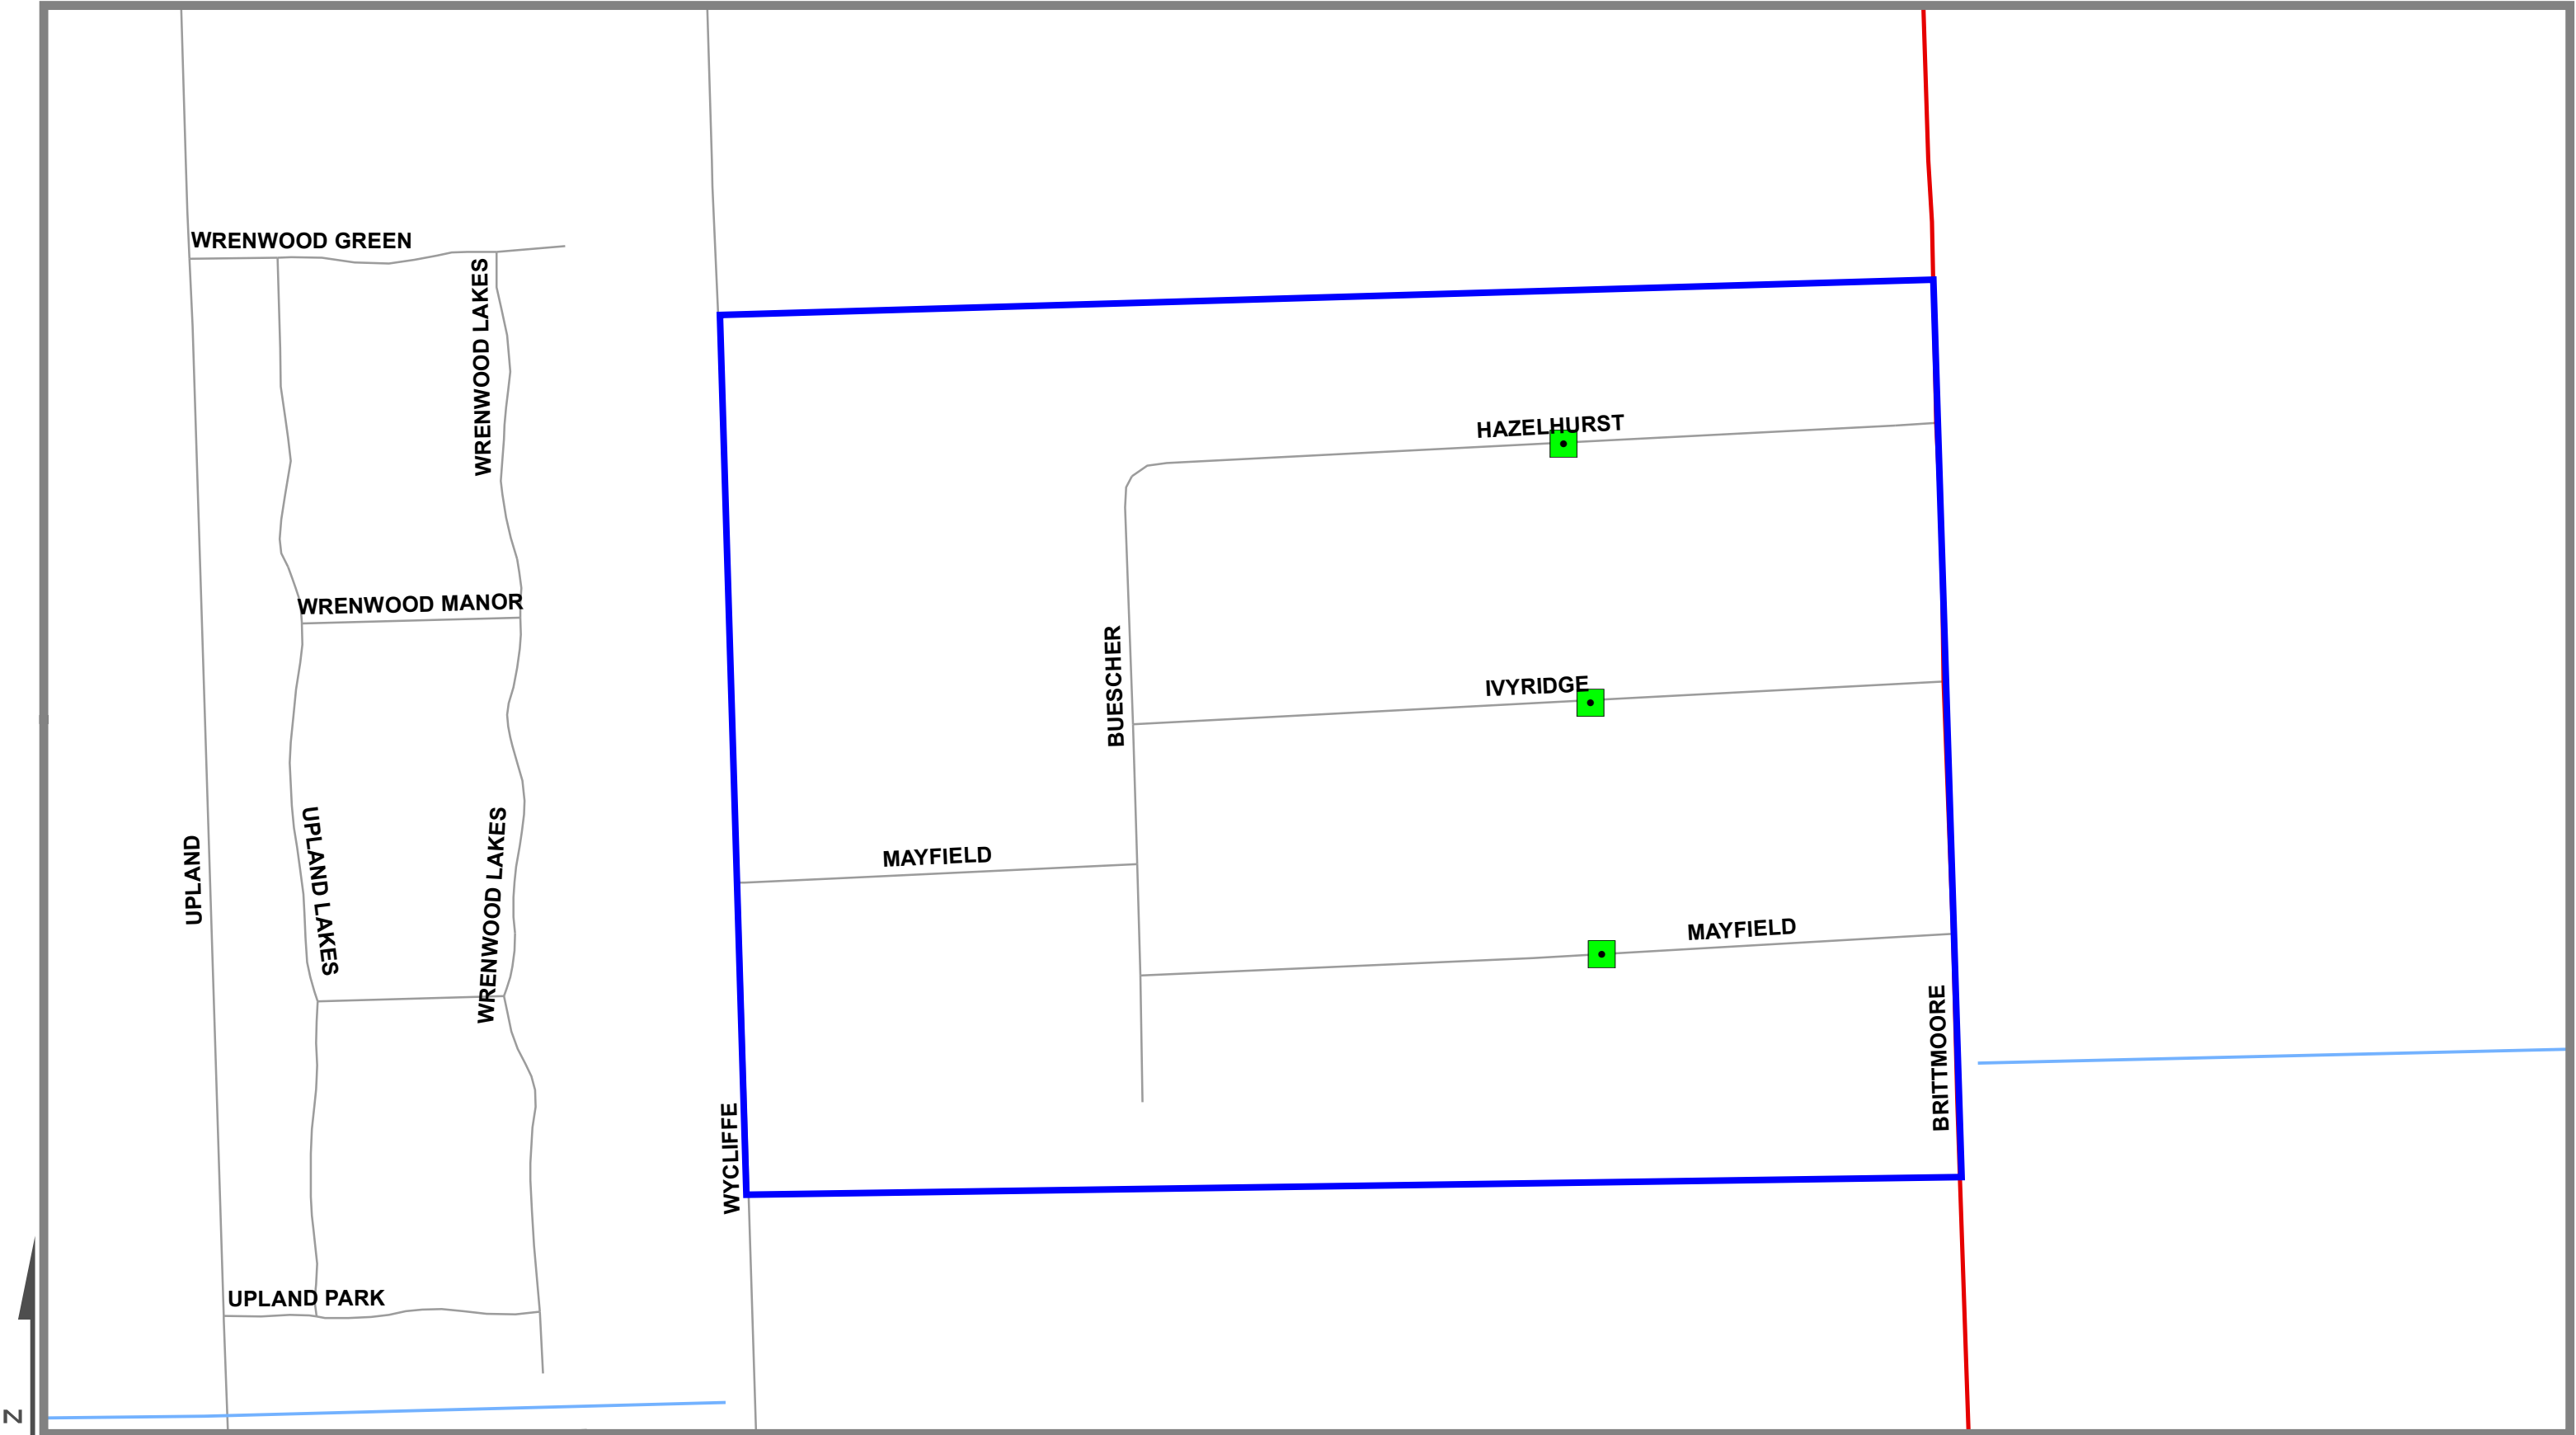 WRENWOOD GREEN
WRENWOOD LAKES
HAZELHURST
WRENWOOD MANOR
BUESCHER
IVYRIDGE
UPLAND
UPLAND LAKES
WRENWOOD LAKES
MAYFIELD
MAYFIELD
BRITTMOORE
WYCLIFFE
UPLAND PARK
N